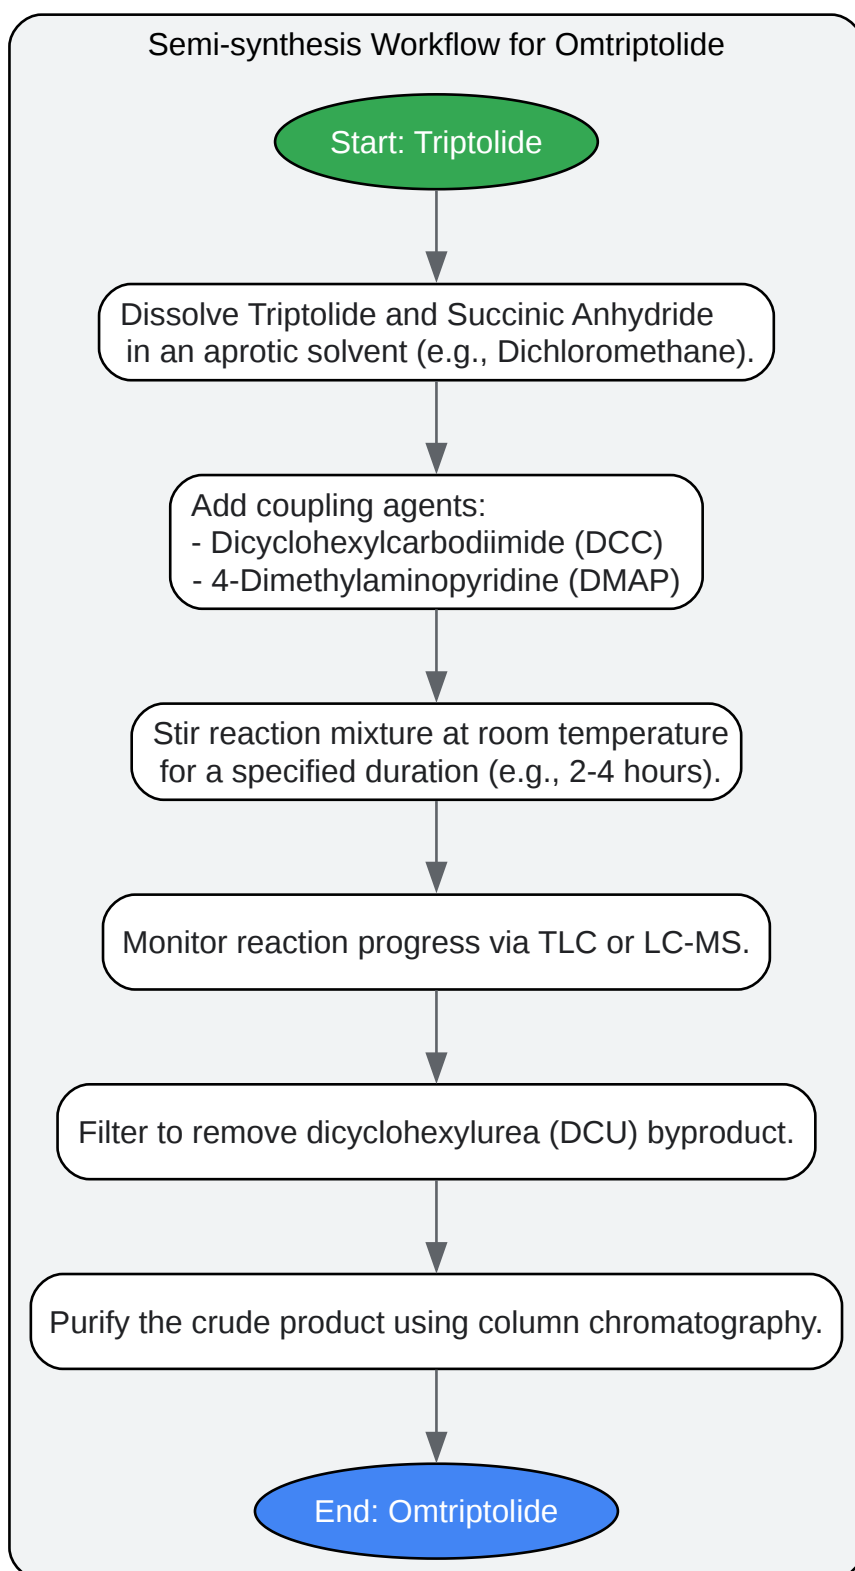 Semi-synthesis Workflow for Omtriptolide
Start: Triptolide
Dissolve Triptolide and Succinic Anhydride
in an aprotic solvent (e.g., Dichloromethane).
Add coupling agents:
- Dicyclohexylcarbodiimide (DCC)
- 4-Dimethylaminopyridine (DMAP)
Stir reaction mixture at room temperature
for a specified duration (e.g., 2-4 hours).
Monitor reaction progress via TLC or LC-MS.
Filter to remove dicyclohexylurea (DCU) byproduct.
Purify the crude product using column chromatography.
End: Omtriptolide